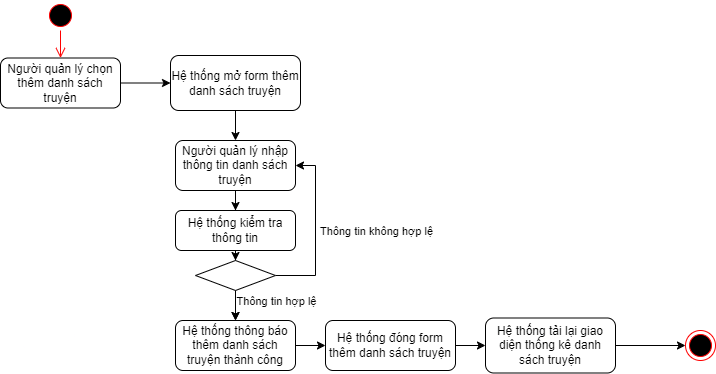 Người quản lý chọn
thêm danh sách
truyện
Hệ thống mở form thêm
danh sách truyện
Người quản lý nhập
thông tin danh sách
truyện
Hệ thống kiểm tra
thông tin
Thông tin không hợp lệ
Thông tin hợp lệ
Hệ thống thông báo
thêm danh sách
truyện thành công
Hệ thống đóng form
thêm danh sách truyện
Hệ thống tải lại giao
diện thống kê danh
sách truyện